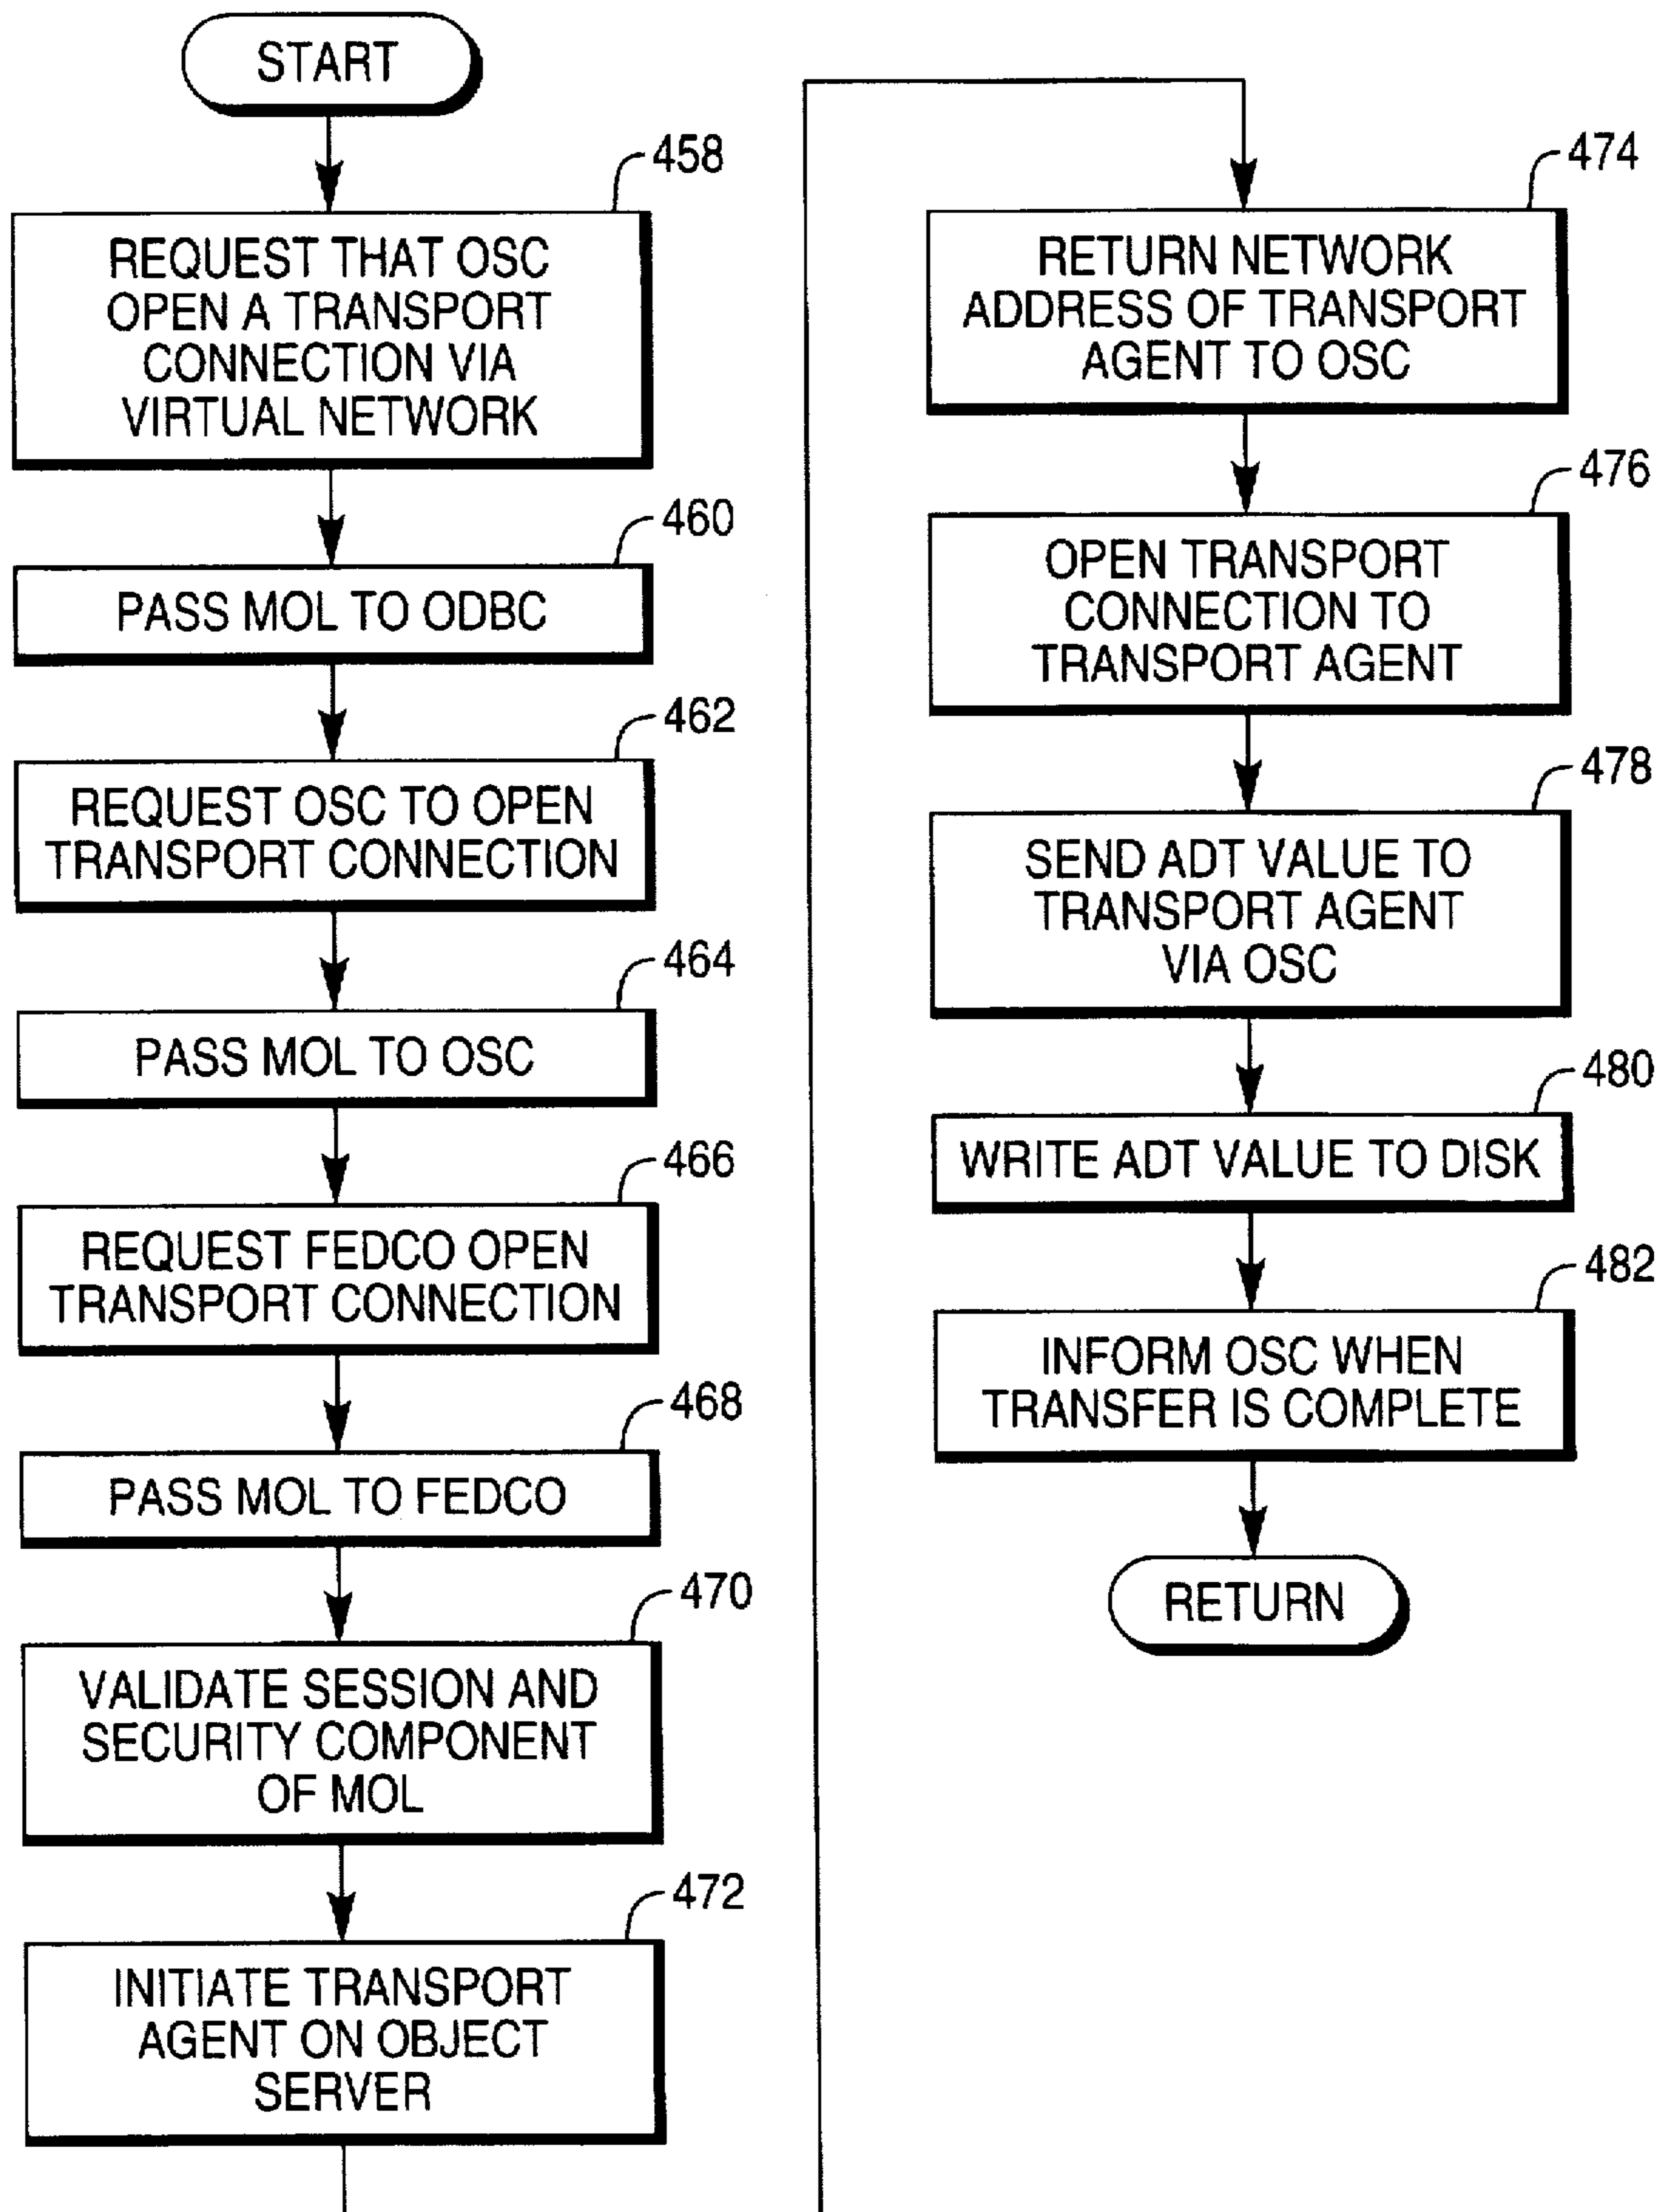 START
458
REQUEST THAT OSC
OPEN A TRANSPORT
CONNECTION VIA
VIRTUAL NETWORK
460
PASS MOL TO ODBC
462
REQUEST OSC TO OPEN
TRANSPORT CONNECTION
464
PASS MOL TO OSC
466
REQUEST FEDCO OPEN
TRANSPORT CONNECTION
468
PASS MOL TO FEDCO
470
VALIDATE SESSION AND
SECURITY COMPONENT
OF MOL
472
INITIATE TRANSPORT
AGENT ON OBJECT
SERVER
474
RETURN NETWORK
ADDRESS OF TRANSPORT
AGENT TO OSC
476
OPEN TRANSPORT
CONNECTION TO
TRANSPORT AGENT
478
SEND ADT VALUE TO
TRANSPORT AGENT
VIA OSC
480
WRITE ADT VALUE TO DISK
482
INFORM OSC WHEN
TRANSFER IS COMPLETE
RETURN